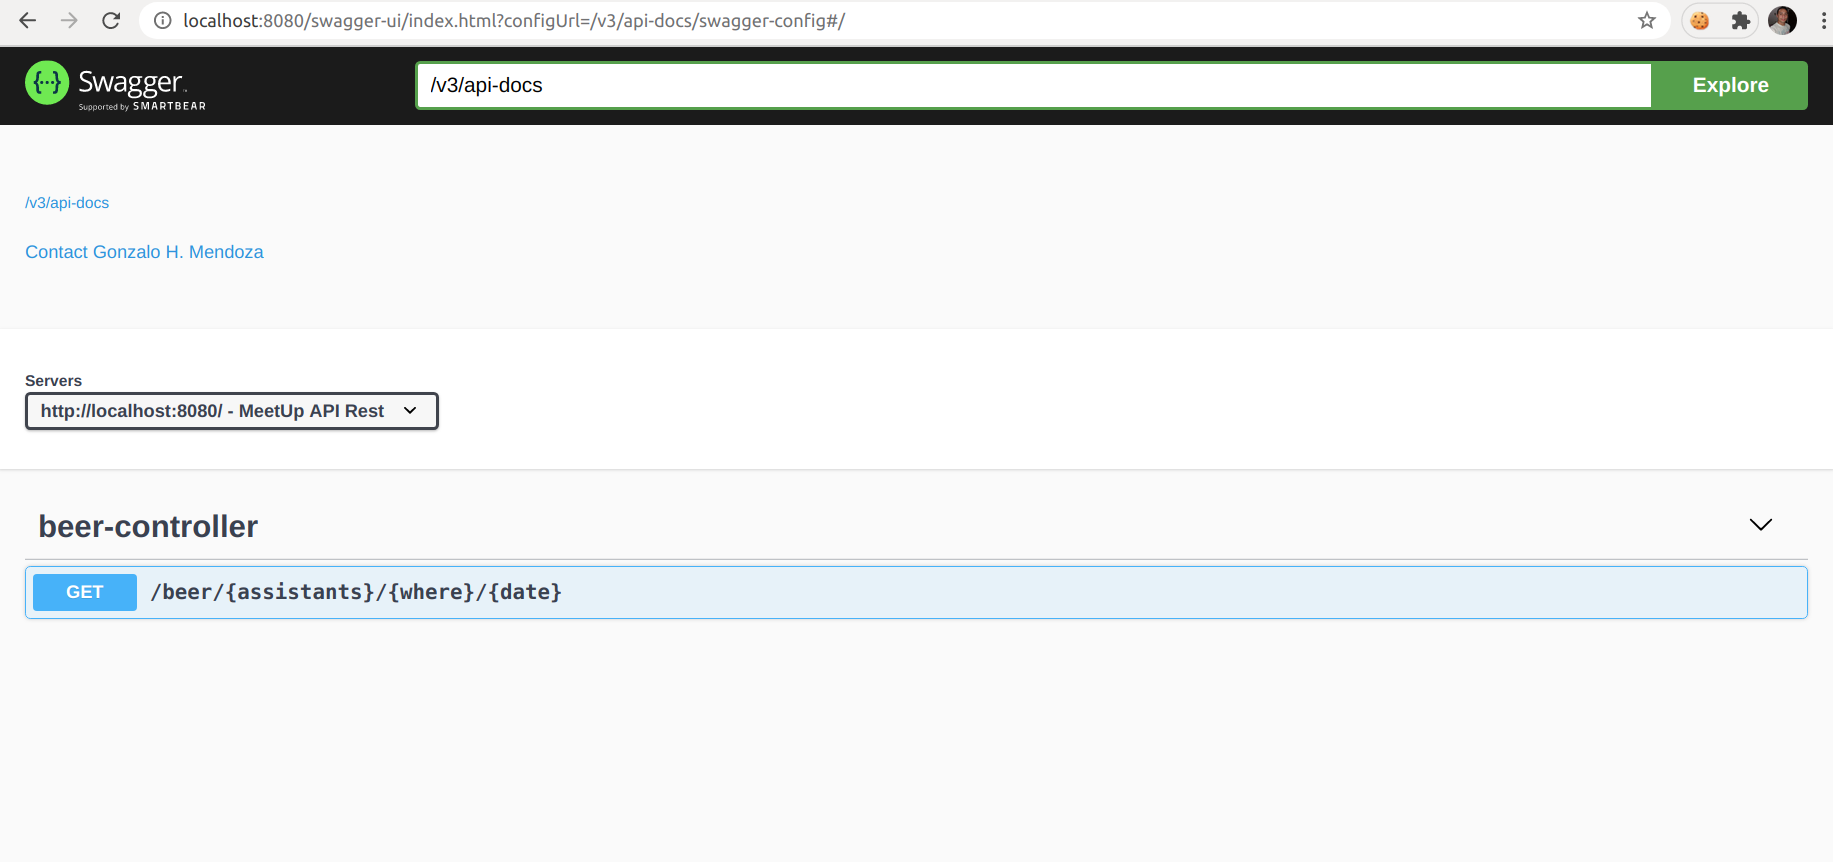 localhost:8080/swagger-ui/index.html?configUrl=/v3/api-docs/swagger-config#/
{···} Swagger™
Supported by SMARTBEAR
/v3/api-docs
Explore
/v3/api-docs
Contact Gonzalo H. Mendoza
Servers
http://localhost:8080/ - MeetUp API Rest
beer-controller
GET /beer/{assistants}/{where}/{date}